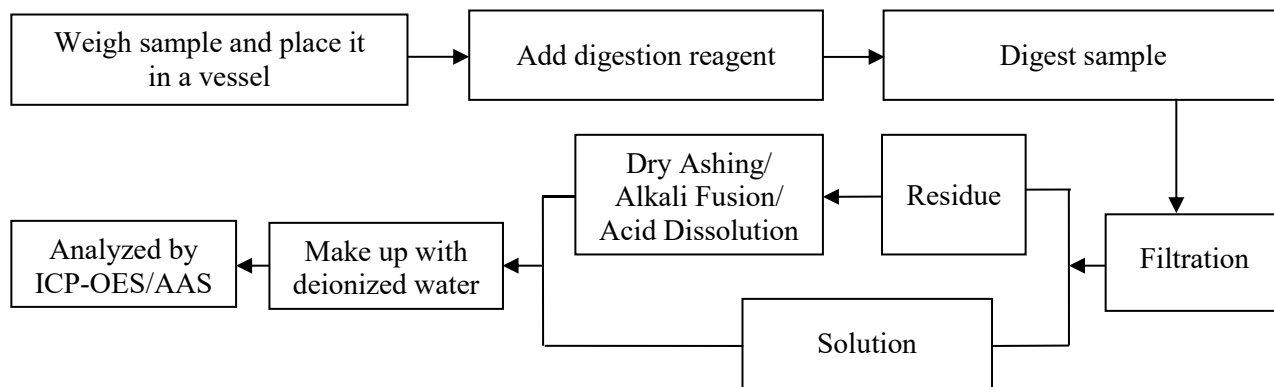 Weigh sample and place it
in a vessel
Add digestion reagent
Digest sample
Filtration
Residue
Solution
Dry Ashing/
Alkali Fusion/
Acid Dissolution
Make up with
deionized water
Analyzed by
ICP-OES/AAS